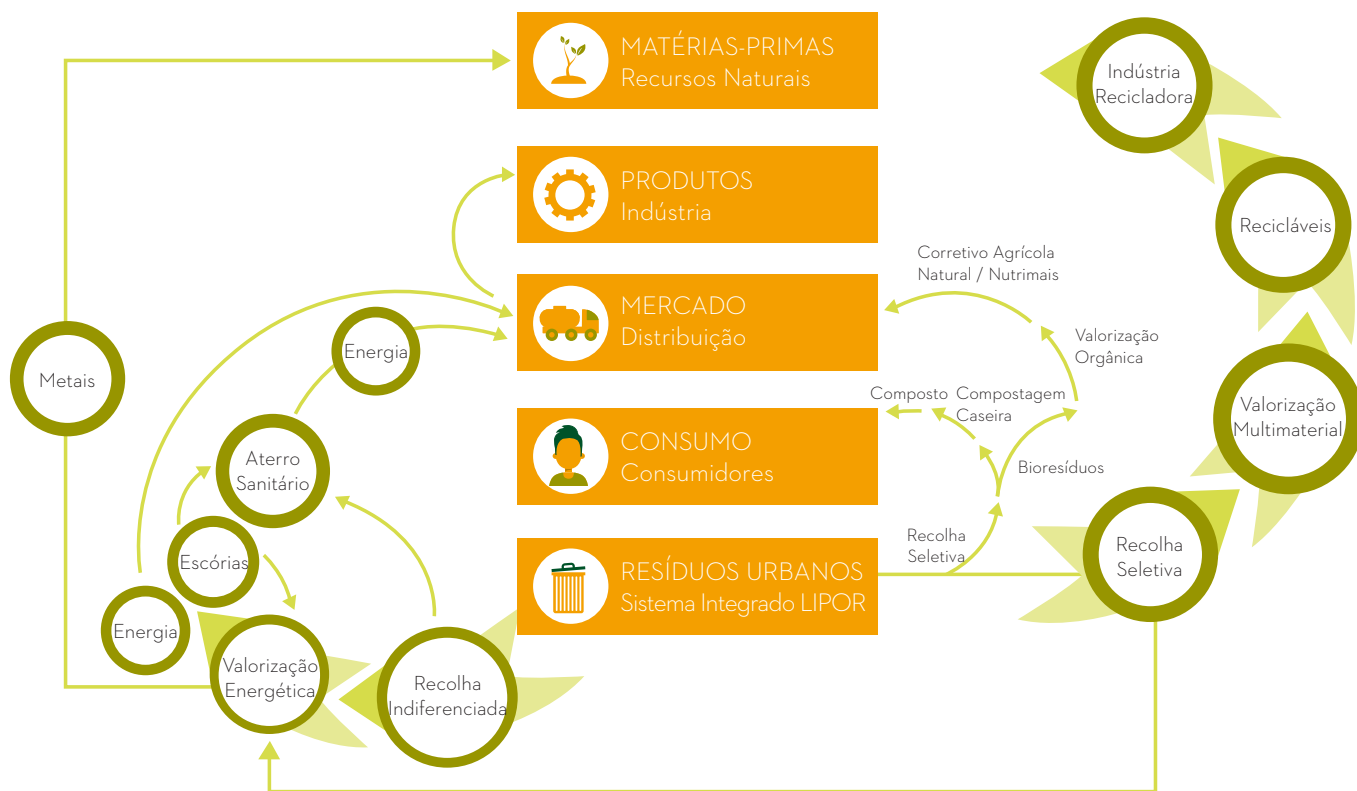 MATÉRIAS-PRIMAS
Recursos Naturais
PRODUTOS
Indústria
MERCADO
Distribuição
CONSUMO
Consumidores
RESÍDUOS URBANOS
Sistema Integrado LIPOR
Metais
Energia
Aterro
Sanitário
Escórias
Energia
Valorização
Energética
Recolha
Indiferenciada
Corretivo Agrícola
Natural / Nutrimais
Valorização
Orgânica
Composto
Compostagem
Caseira
Bioresíduos
Recolha
Seletiva
Indústria
Recicladora
Recicláveis
Valorização
Multimaterial
Recolha
Seletiva